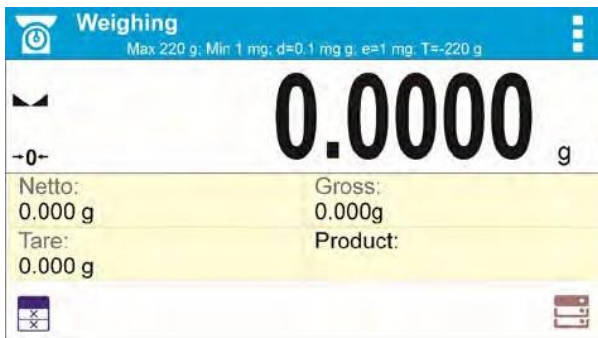 Weighing
Max 220 g; Min 1 mg; d=0.1 mg g; e=1 mg; T=-220 g
0.0000 g
→0←
Netto:
0.000 g
Gross:
0.000g
Tare:
0.000 g
Product: